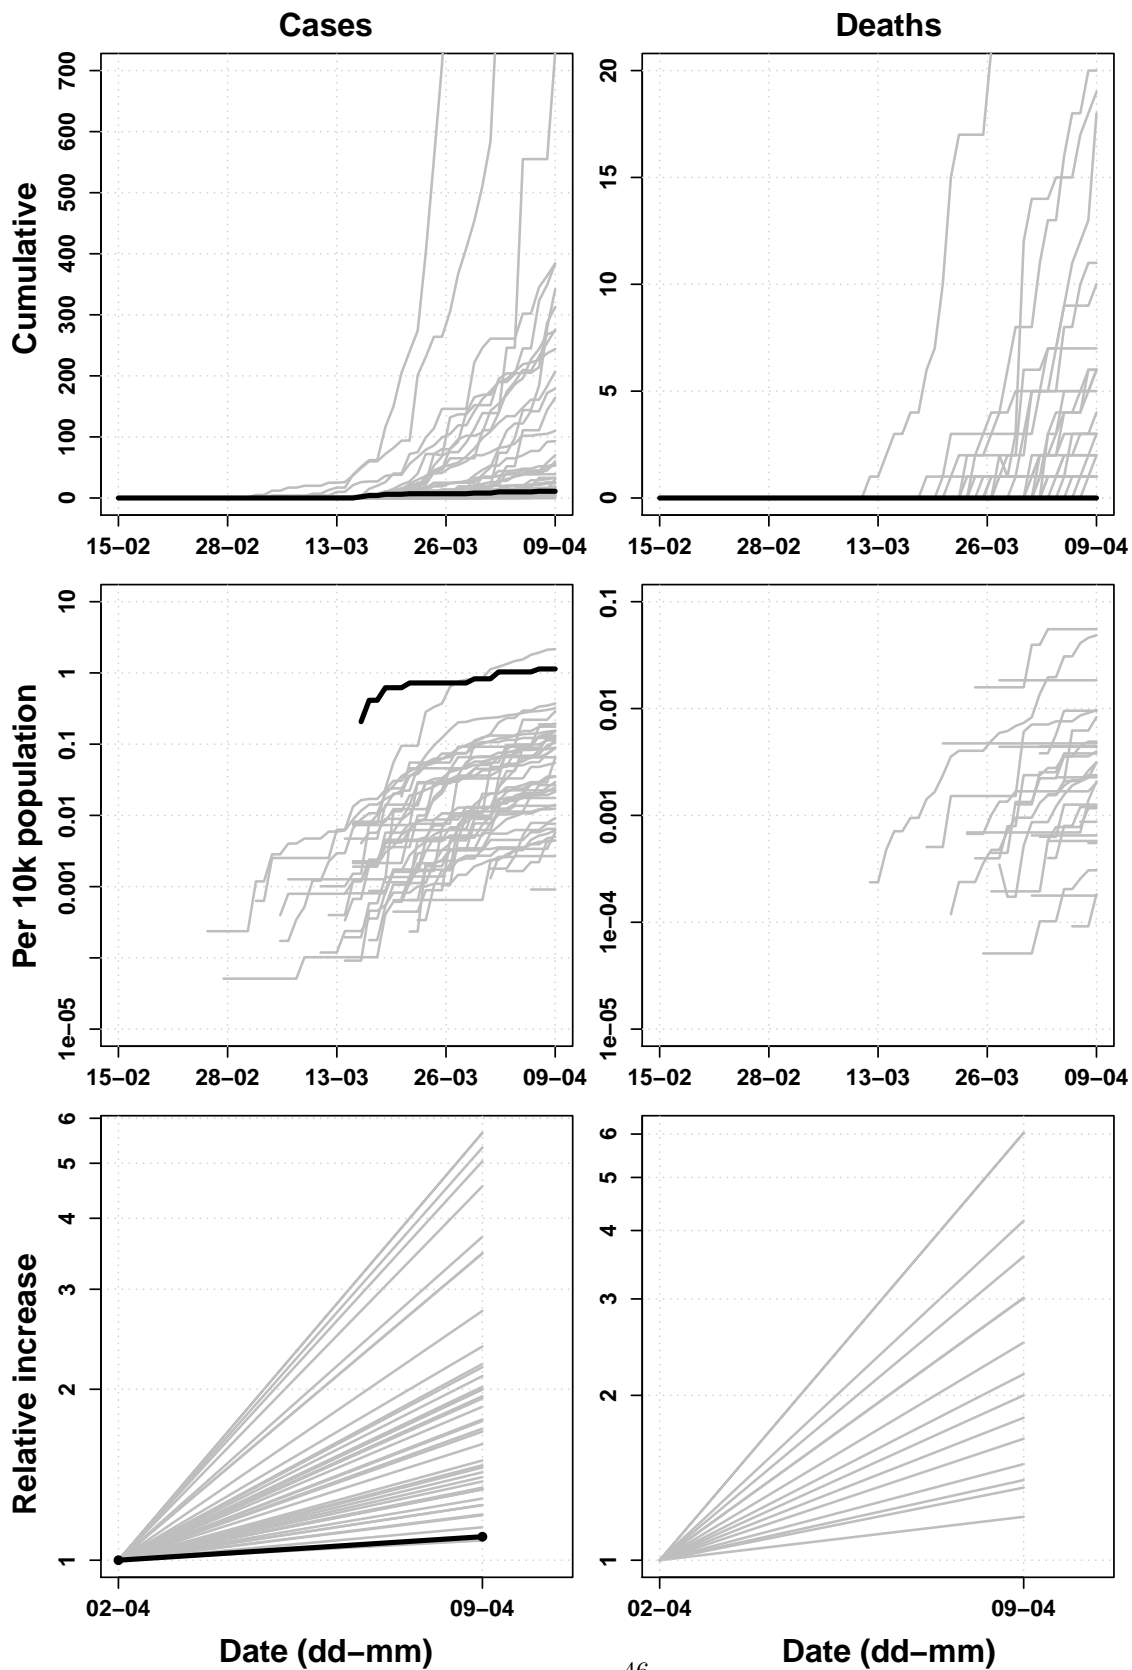 Cases
Deaths
Cumulative
700
600
500
400
300
200
100
0
15−02 28−02 13−03 26−03 09−04
20
15
10
5
0
15−02 28−02 13−03 26−03 09−04
Per 10k population
10
1
0.1
0.01
0.001
1e−05
15−02 28−02 13−03 26−03 09−04
0.1
0.01
0.001
1e−04
1e−05
15−02 28−02 13−03 26−03 09−04
Relative increase
6
5
4
3
2
1
02−04 09−04
Date (dd−mm)
6
5
4
3
2
1
02−04 09−04
Date (dd−mm)
46